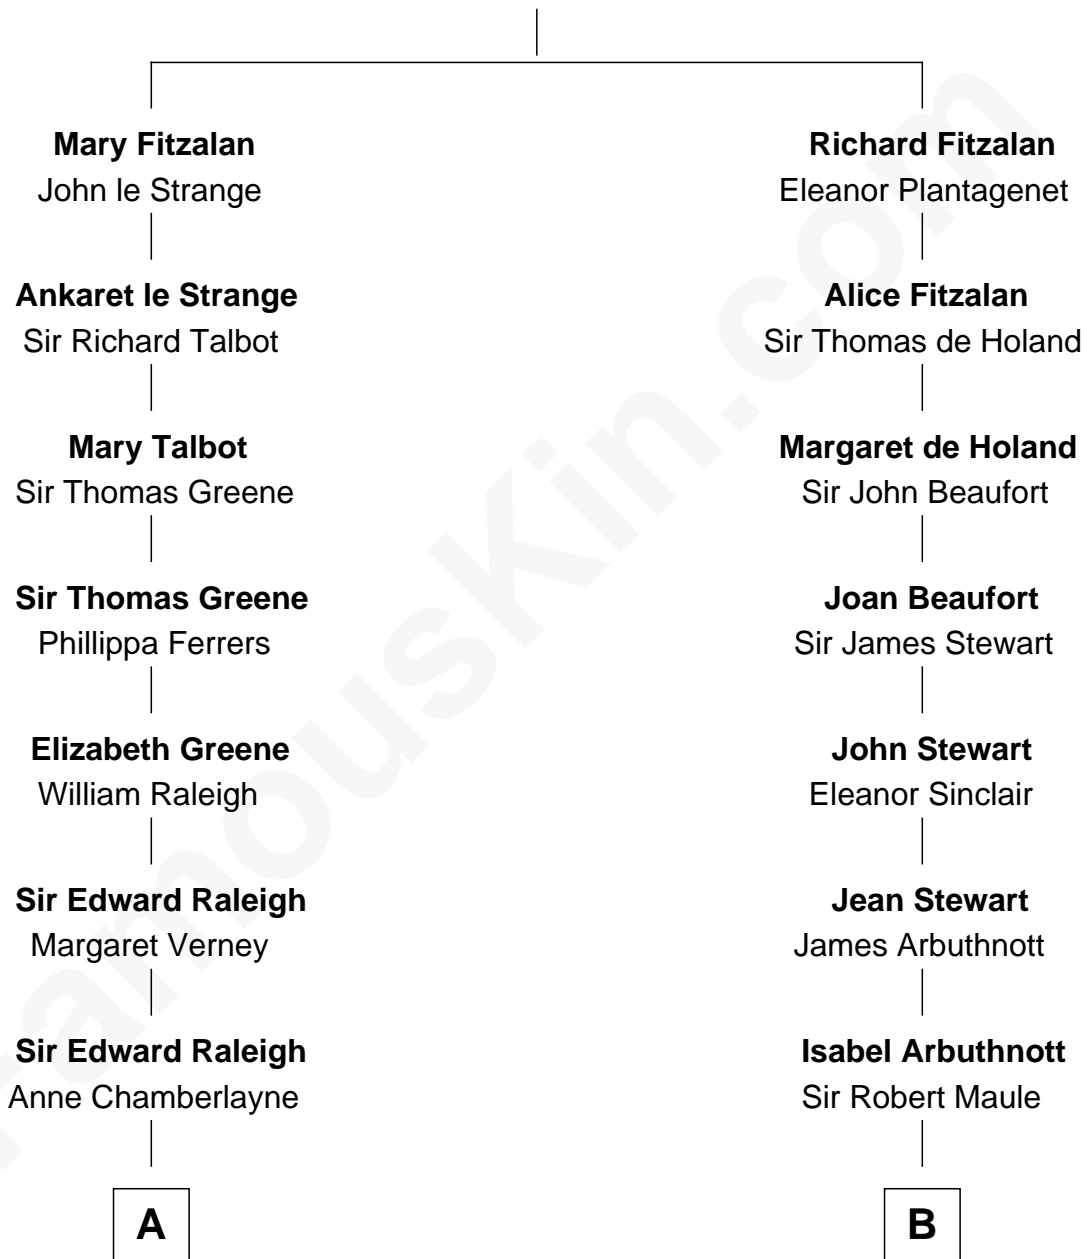 Mary Fitzalan
John le Strange
Ankaret le Strange
Sir Richard Talbot
Mary Talbot
Sir Thomas Greene
Sir Thomas Greene
Phillippa Ferrers
Elizabeth Greene
William Raleigh
Sir Edward Raleigh
Margaret Verney
Sir Edward Raleigh
Anne Chamberlayne
A
Richard Fitzalan
Eleanor Plantagenet
Alice Fitzalan
Sir Thomas de Holand
Margaret de Holand
Sir John Beaufort
Joan Beaufort
Sir James Stewart
John Stewart
Eleanor Sinclair
Jean Stewart
James Arbuthnott
Isabel Arbuthnott
Sir Robert Maule
B
FamousKin.com